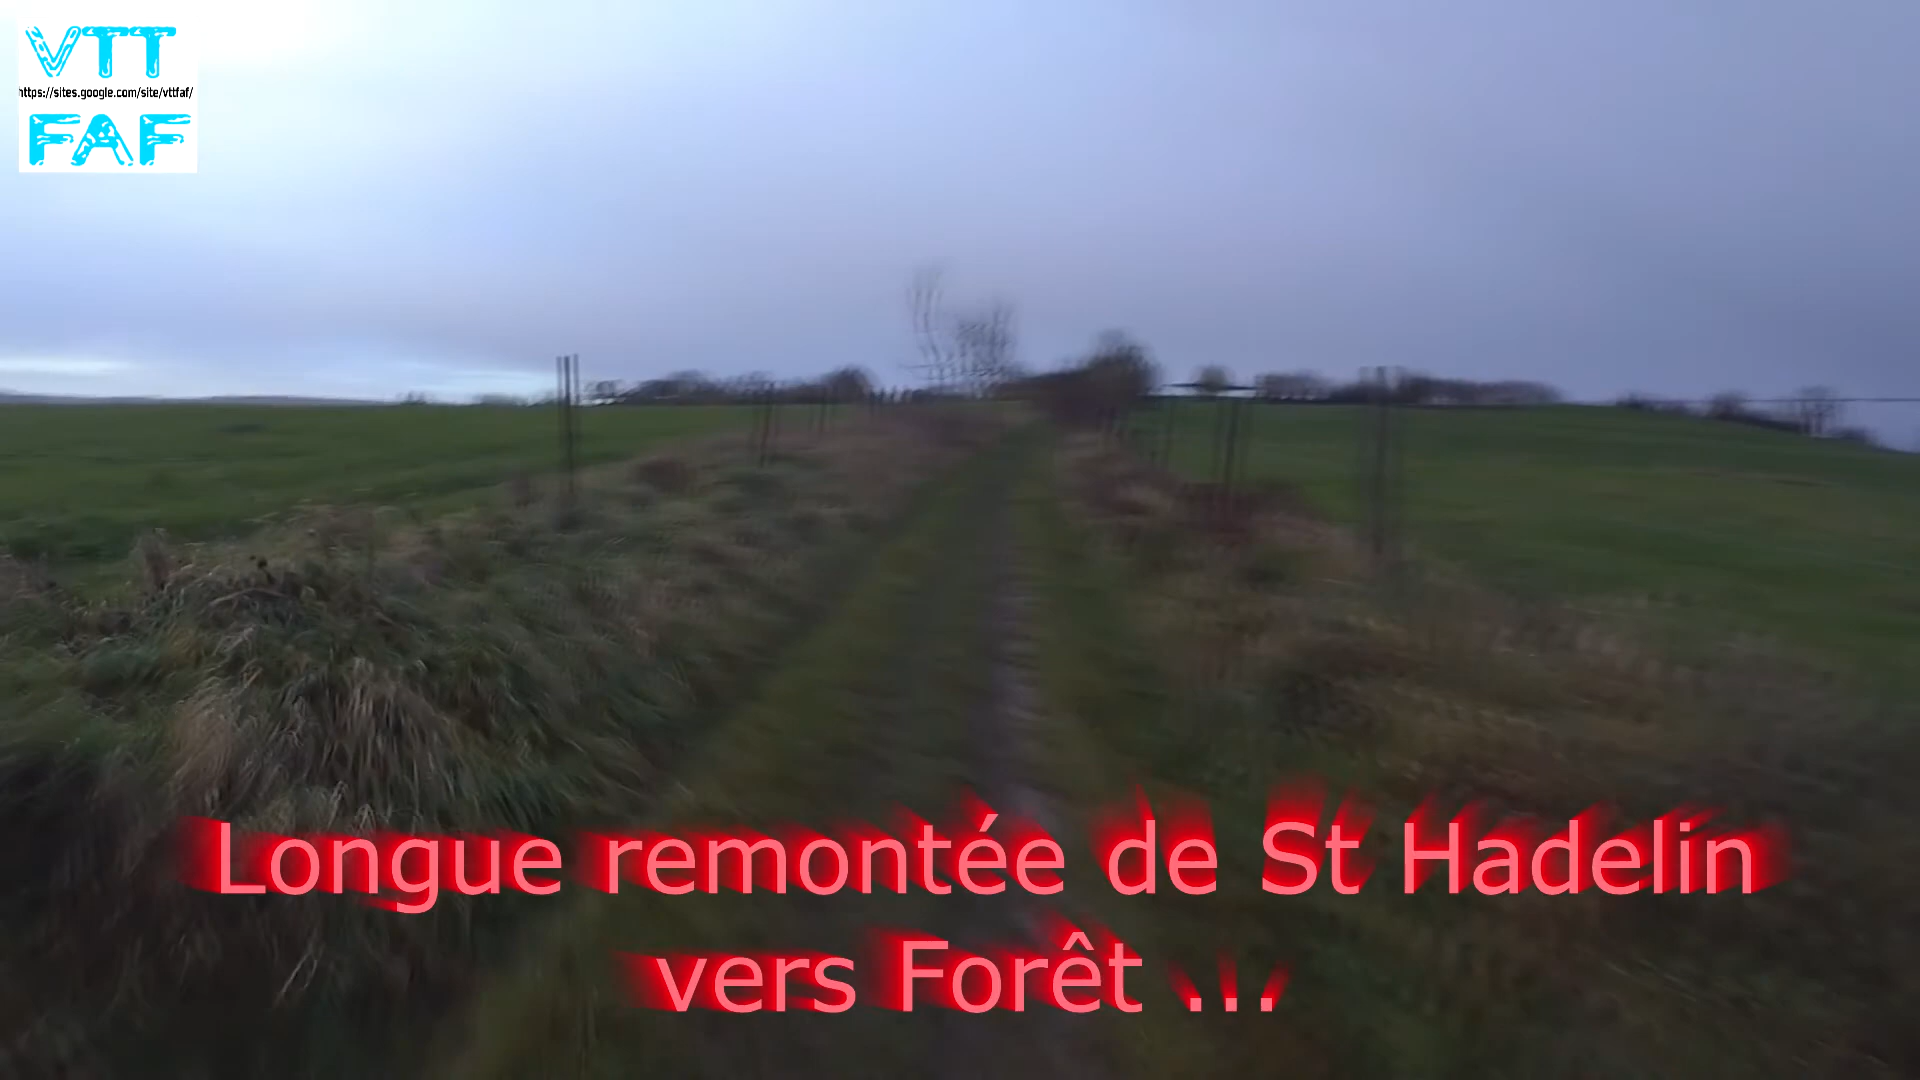 VTT
https://sites.google.com/site/vttfaf/
FAF
Longue remontée de St Hadelin
vers Forêt ...